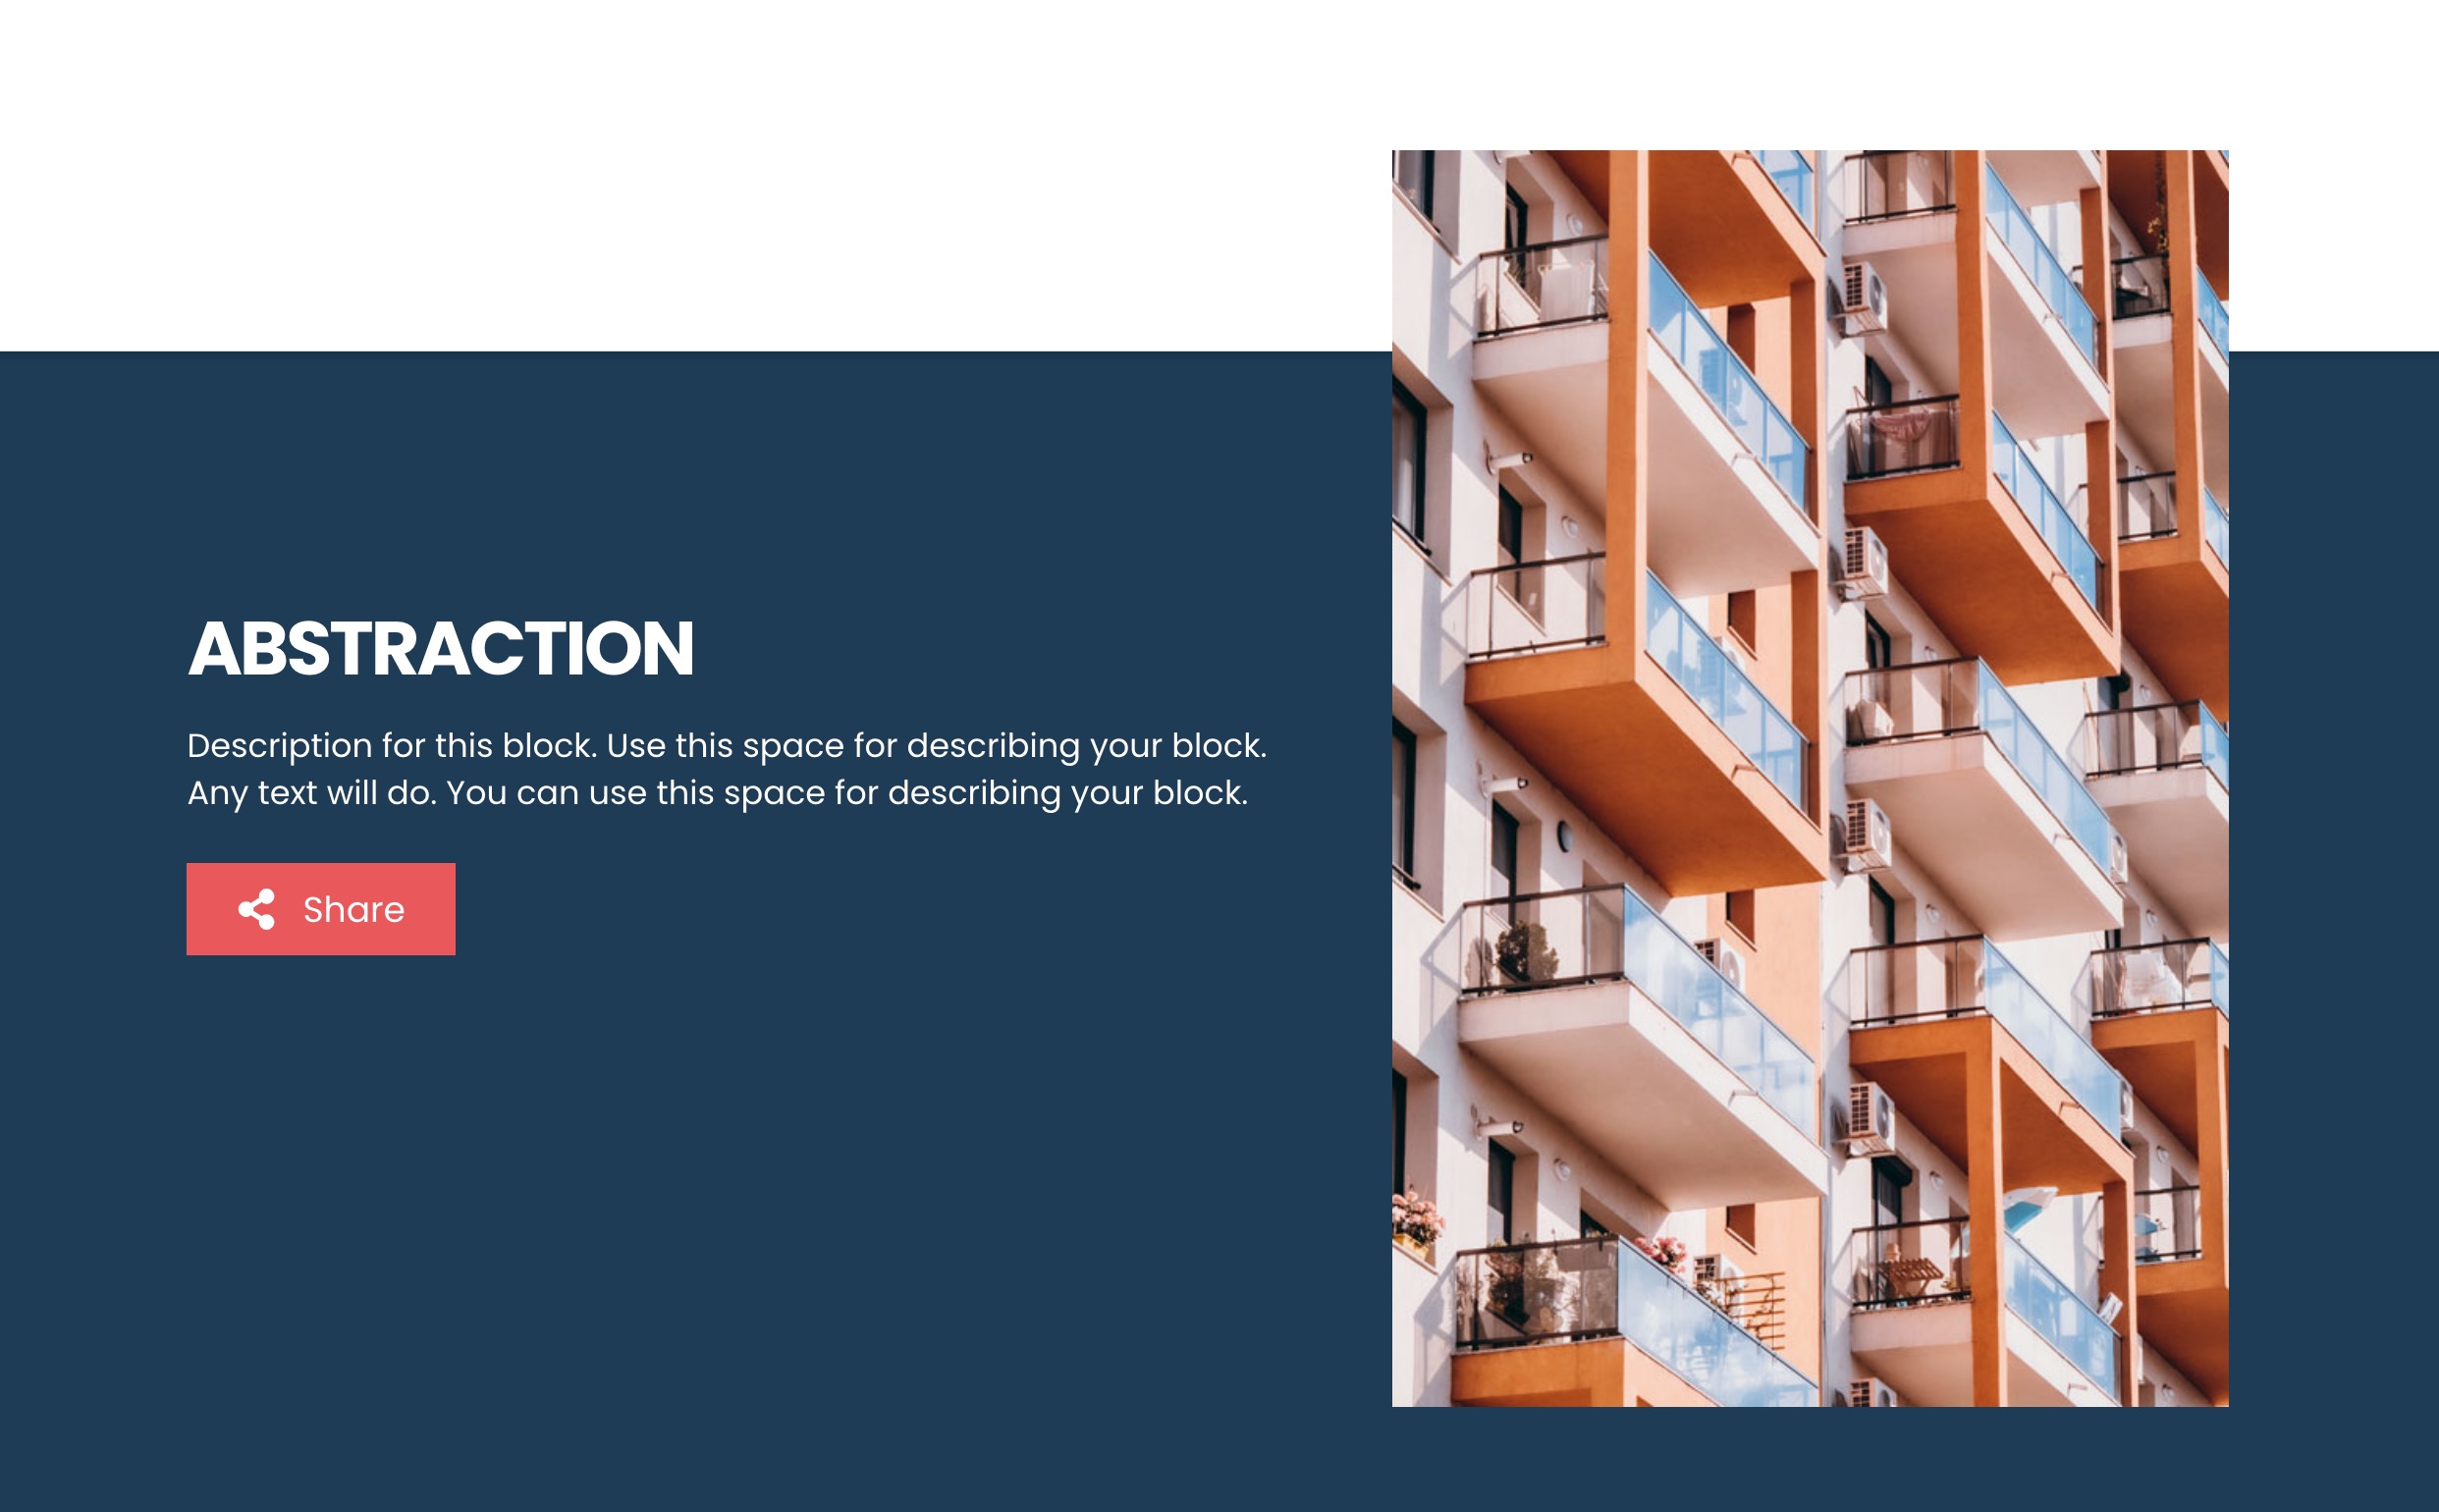 ABSTRACTION
Description for this block. Use this space for describing your block.
Any text will do. You can use this space for describing your block.
Share